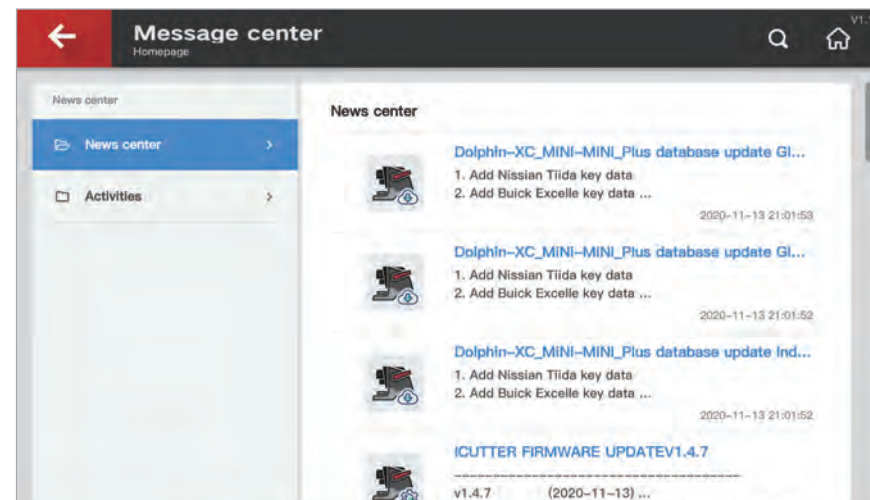 Message center
Homepage
V1.
News center
News center
Activities
News center
Dolphin-XC_MINI-MINI_Plus database update Gl...
1. Add Nissian Tiida key data
2. Add Buick Excelle key data ...
2020-11-13 21:01:53
Dolphin-XC_MINI-MINI_Plus database update Gl...
1. Add Nissian Tiida key data
2. Add Buick Excelle key data ...
2020-11-13 21:01:52
Dolphin-XC_MINI-MINI_Plus database update Ind...
1. Add Nissian Tiida key data
2. Add Buick Excelle key data ...
2020-11-13 21:01:52
ICUTTER FIRMWARE UPDATEV1.4.7
--------------------------------------
v1.4.7 (2020-11-13) ...